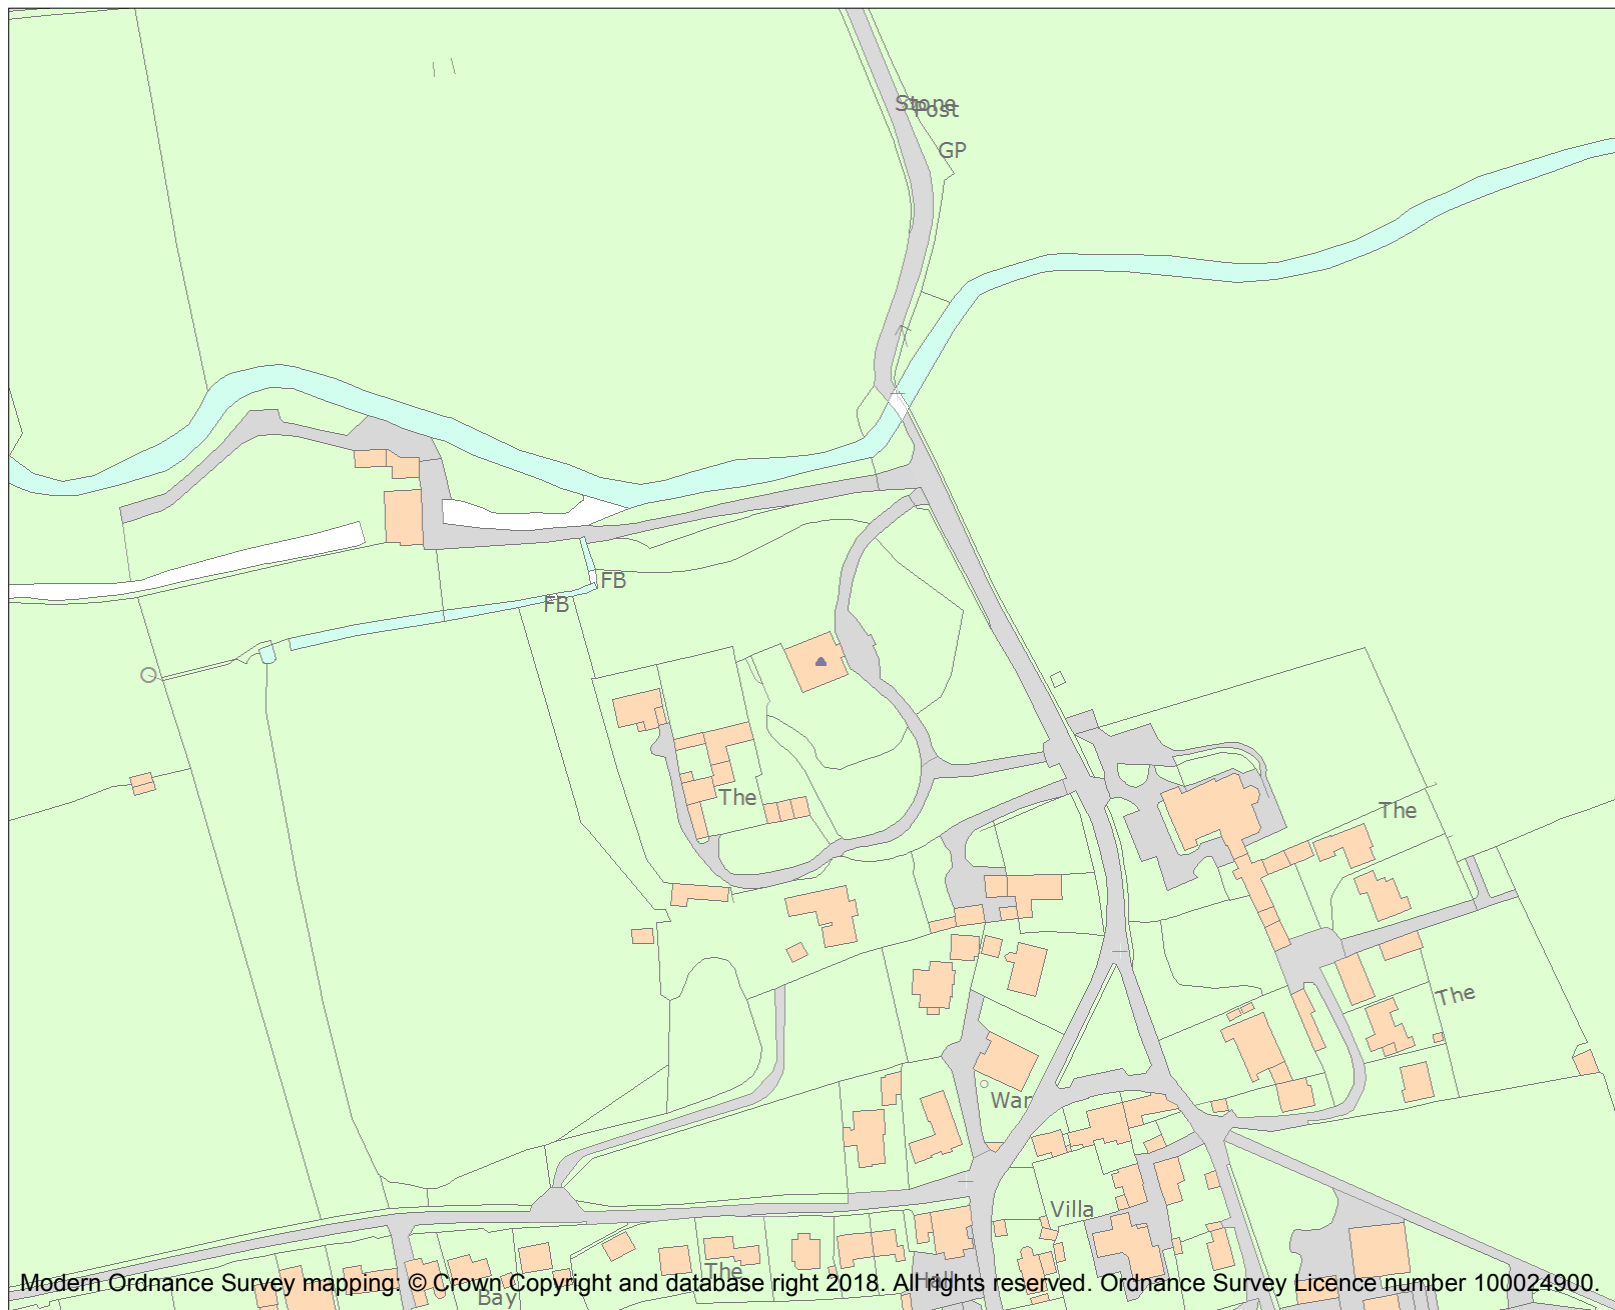 Stone
Post
GP
FB
FB
The
The
The
War
Villa
The
Hall
Bay
Modern Ordnance Survey mapping: © Crown Copyright and database right 2018. All rights reserved. Ordnance Survey Licence number 100024900.